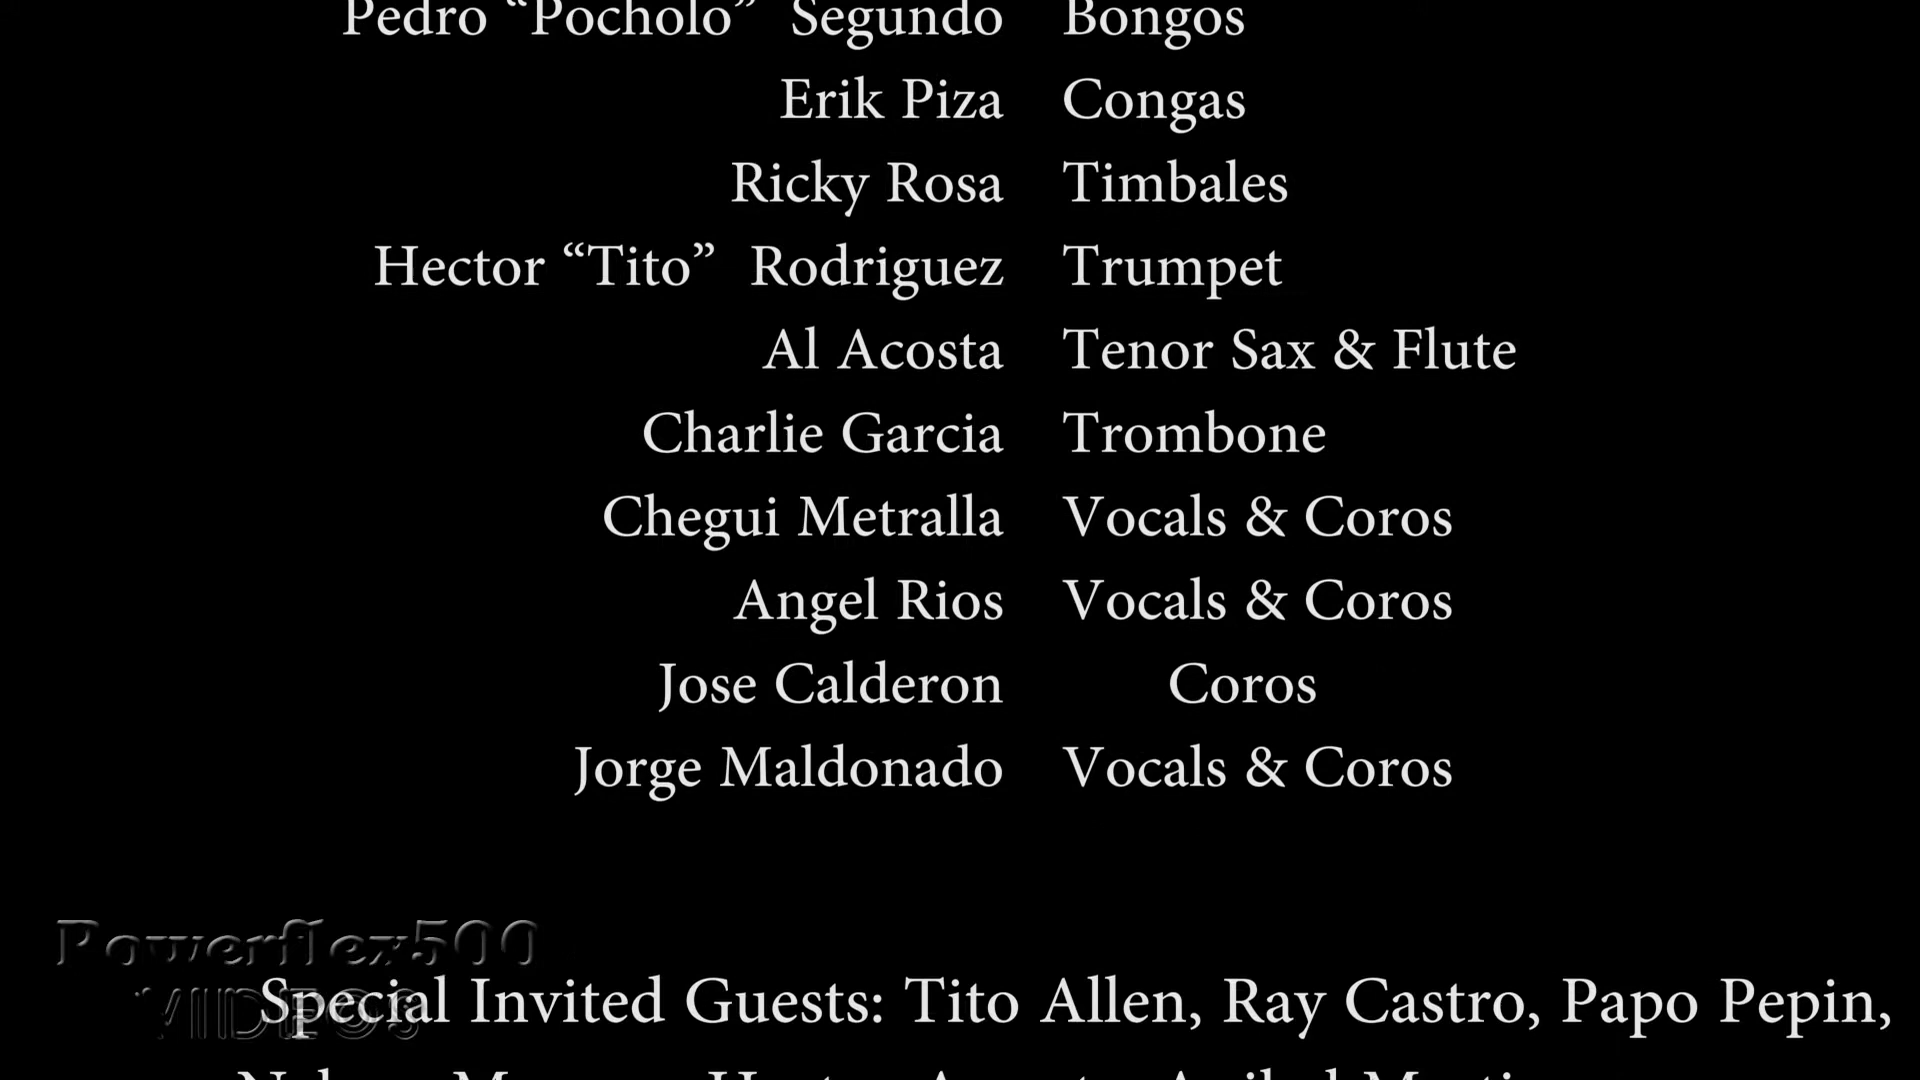 Pedro “Pocholo” Segundo Bongos
Erik Piza Congas
Ricky Rosa Timbales
Hector “Tito” Rodriguez Trumpet
Al Acosta Tenor Sax & Flute
Charlie Garcia Trombone
Chegui Metralla Vocals & Coros
Angel Rios Vocals & Coros
Jose Calderon Coros
Jorge Maldonado Vocals & Coros
Powerflex500
VIDEOS
Special Invited Guests: Tito Allen, Ray Castro, Papo Pepin,